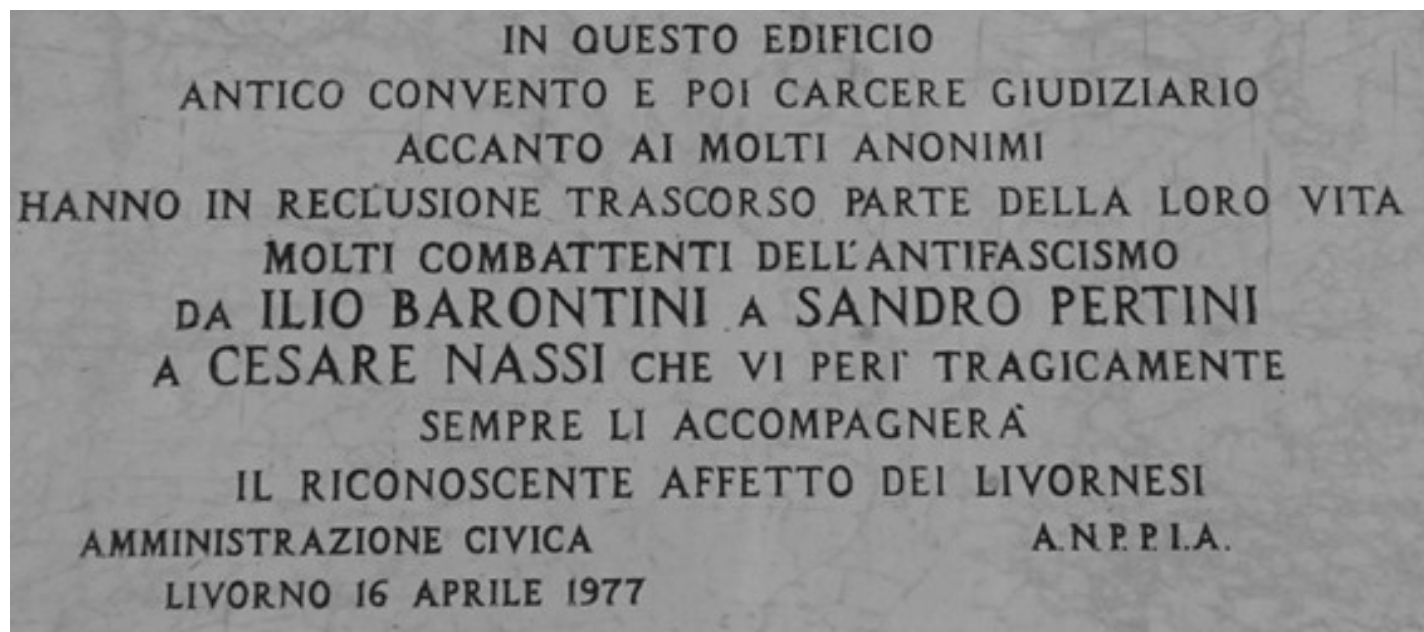 IN QUESTO EDIFICIO
ANTICO CONVENTO E POI CARCERE GIUDIZIARIO
ACCANTO AI MOLTI ANONIMI
HANNO IN RECLUSIONE TRASCORSO PARTE DELLA LORO VITA
MOLTI COMBATTENTI DELL'ANTIFASCISMO
DA ILIO BARONTINI A SANDRO PERTINI
A CESARE NASSI CHE VI PERI' TRAGICAMENTE
SEMPRE LI ACCOMPAGNERÀ
IL RICONOSCENTE AFFETTO DEI LIVORNESI
AMMINISTRAZIONE CIVICA A.N.P.P.I.A.
LIVORNO 16 APRILE 1977